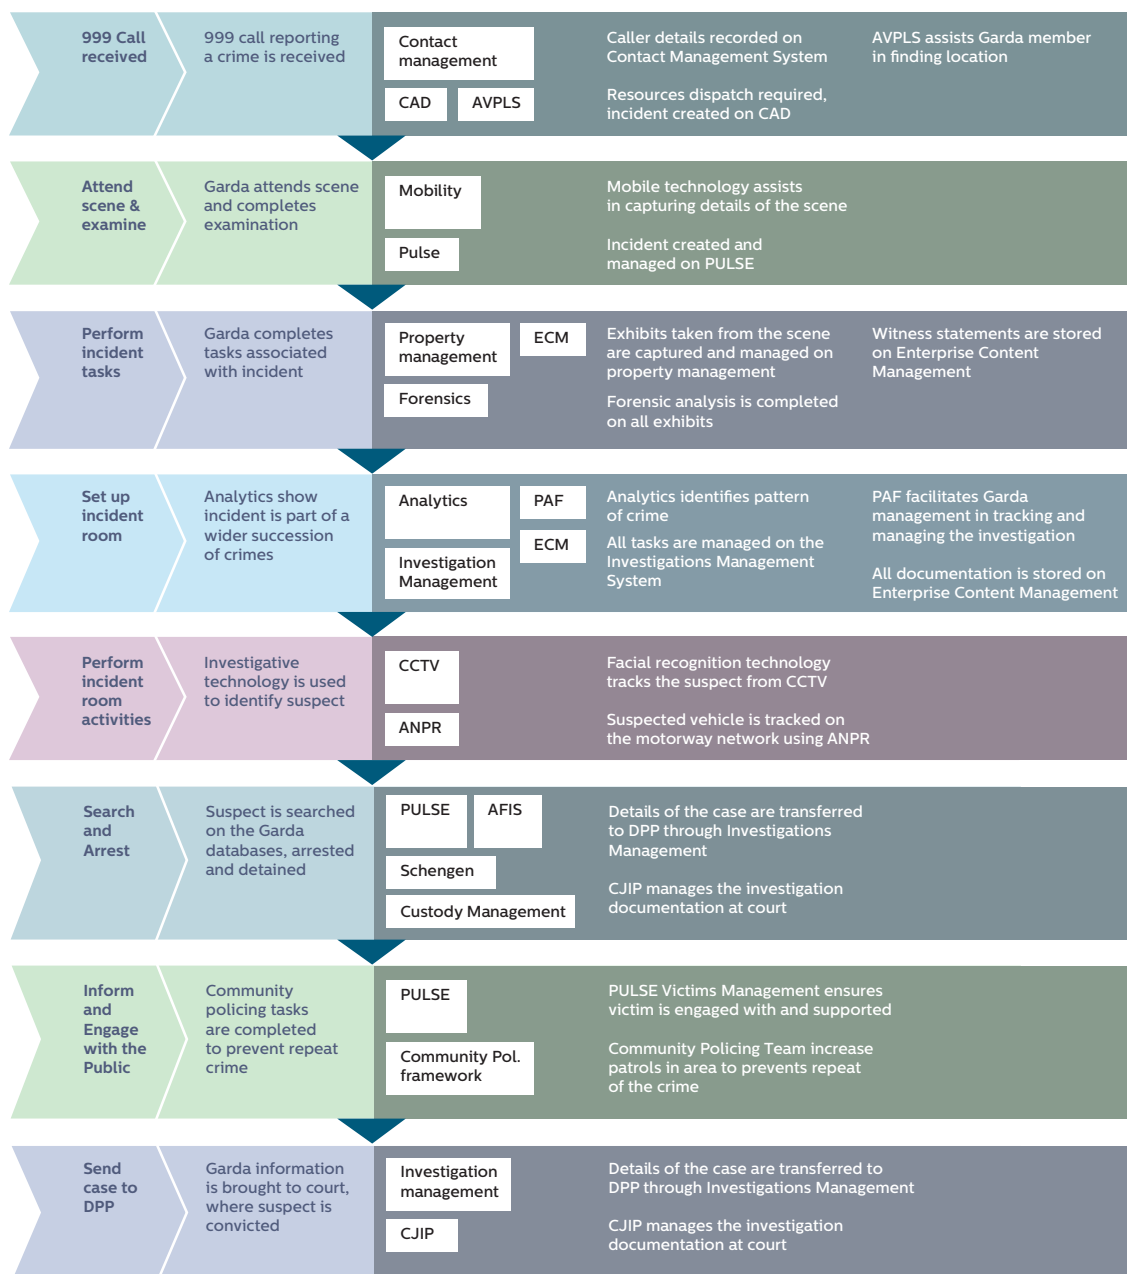 999 Call
received
999 call reporting
a crime is received
Contact
management
CAD
AVPLS
Caller details recorded on
Contact Management System
Resources dispatch required,
incident created on CAD
AVPLS assists Garda member
in finding location
Attend
scene &
examine
Garda attends scene
and completes
examination
Mobility
Pulse
Mobile technology assists
in capturing details of the scene
Incident created and
managed on PULSE
Perform
incident
tasks
Garda completes
tasks associated
with incident
Property
management
ECM
Forensics
Exhibits taken from the scene
are captured and managed on
property management
Forensic analysis is completed
on all exhibits
Witness statements are stored
on Enterprise Content
Management
Set up
incident
room
Analytics show
incident is part of a
wider succession
of crimes
Analytics
PAF
ECM
Investigation
Management
Analytics identifies pattern
of crime
All tasks are managed on the
Investigations Management
System
PAF facilitates Garda
management in tracking and
managing the investigation
All documentation is stored on
Enterprise Content Management
Perform
incident
room
activities
Investigative
technology is used
to identify suspect
CCTV
ANPR
Facial recognition technology
tracks the suspect from CCTV
Suspected vehicle is tracked on
the motorway network using ANPR
Search
and
Arrest
Suspect is searched
on the Garda
databases, arrested
and detained
PULSE
AFIS
Schengen
Custody Management
Details of the case are transferred
to DPP through Investigations
Management
CJIP manages the investigation
documentation at court
Inform
and
Engage
with the
Public
Community
policing tasks
are completed
to prevent repeat
crime
PULSE
Community Pol.
framework
PULSE Victims Management ensures
victim is engaged with and supported
Community Policing Team increase
patrols in area to prevents repeat
of the crime
Send
case to
DPP
Garda information
is brought to court,
where suspect is
convicted
Investigation
management
CJIP
Details of the case are transferred to
DPP through Investigations Management
CJIP manages the investigation
documentation at court